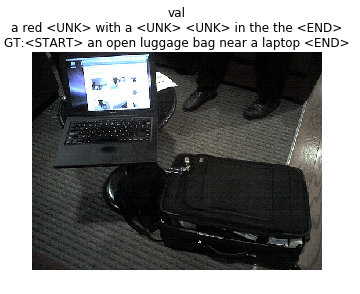 val
a red <UNK> with a <UNK> <UNK> in the the <END>
GT:<START> an open luggage bag near a laptop <END>